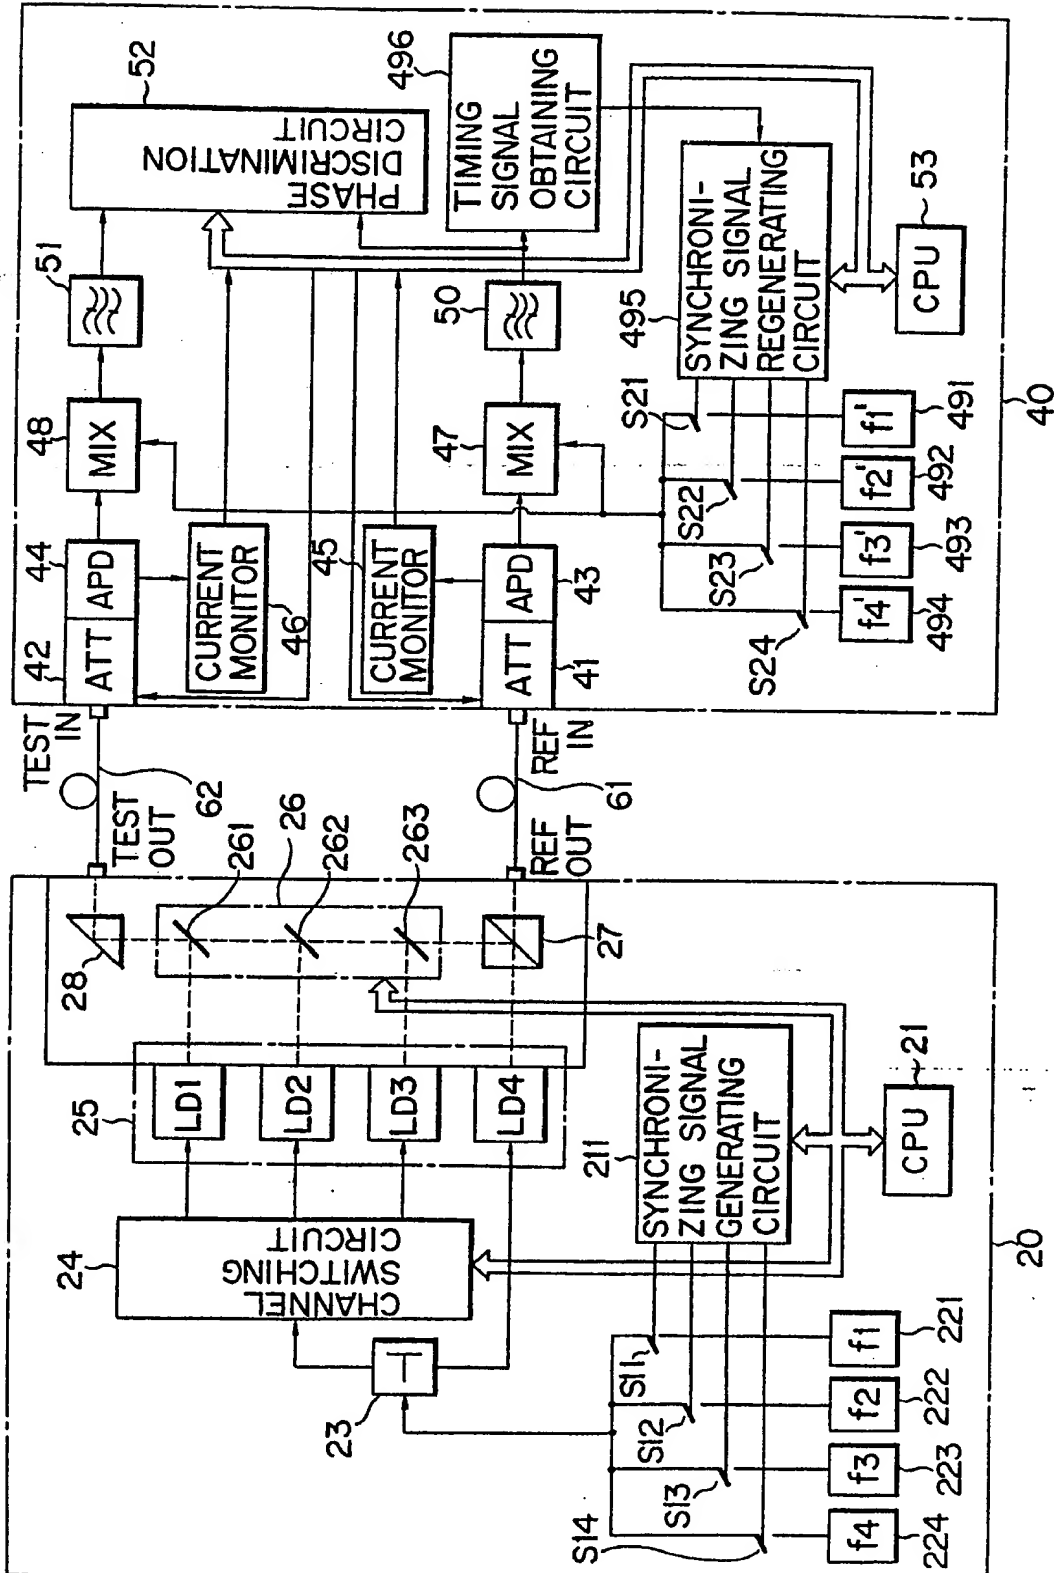 52
PHASE
DISCRIMINATION
CIRCUIT
496
TIMING
SIGNAL
OBTAINING
CIRCUIT
51
50
495
SYNCHRONI-
ZING SIGNAL
REGENERATING
CIRCUIT
53
CPU
48
MIX
47
MIX
S21
S22
S23
S24
f1'
491
f2'
492
f3'
493
f4'
494
40
44
APD
42
ATT
CURRENT
MONITOR
46
45
CURRENT
MONITOR
APD
43
ATT
41
TEST
IN
62
TEST
OUT
REF
IN
61
REF
OUT
28
261
26
262
263
27
25
LD1
LD2
LD3
LD4
211
SYNCHRONI-
ZING SIGNAL
GENERATING
CIRCUIT
21
CPU
24
CHANNEL
SWITCHING
CIRCUIT
23
T
S11
S12
S13
S14
f1
221
f2
222
f3
223
f4
224
20